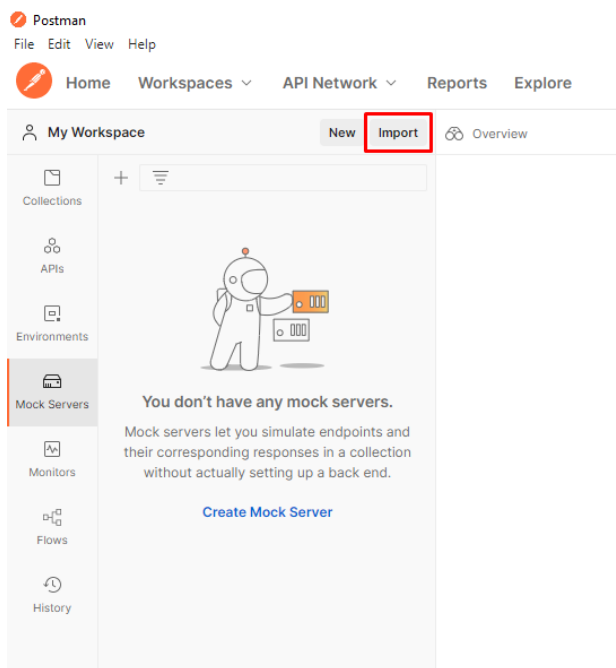 Postman
File Edit View Help
Home Workspaces API Network Reports Explore
My Workspace New Import Overview
Collections
APIs
Environments
Mock Servers
Monitors
Flows
History
You don't have any mock servers.
Mock servers let you simulate endpoints and
their corresponding responses in a collection
without actually setting up a back end.
Create Mock Server